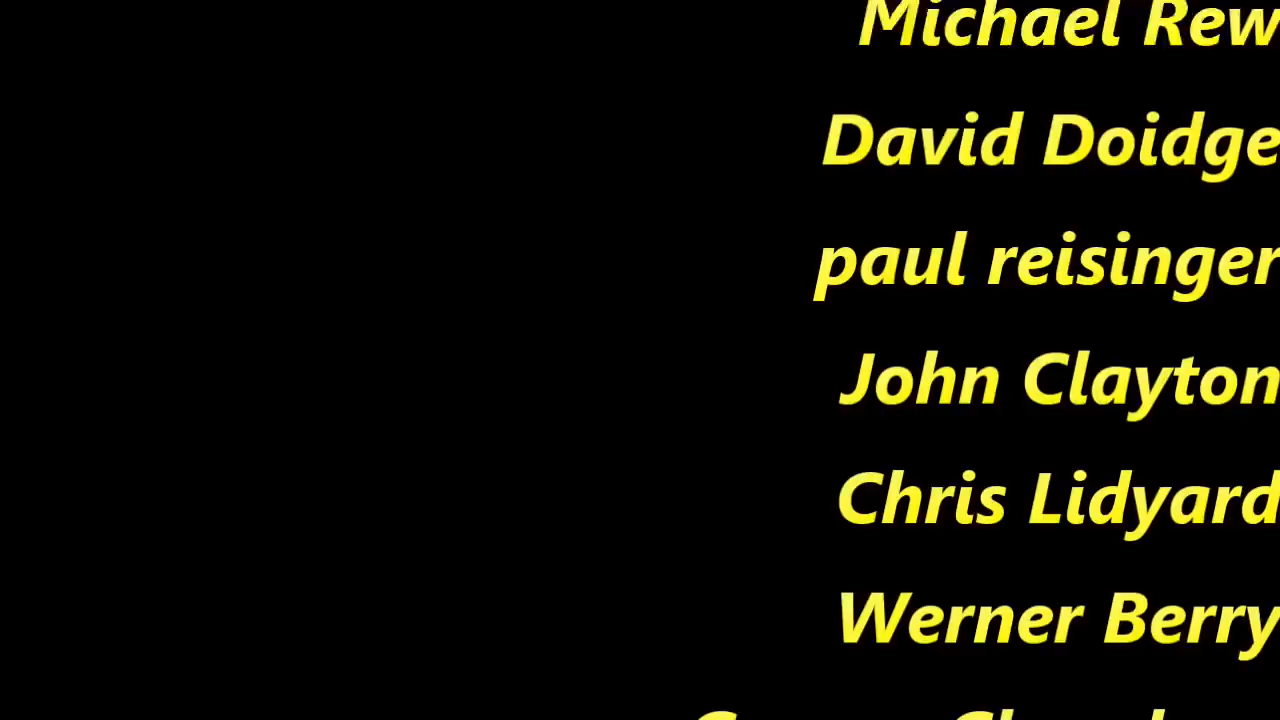 Michael Rew
David Doidge
paul reisinger
John Clayton
Chris Lidyard
Werner Berry